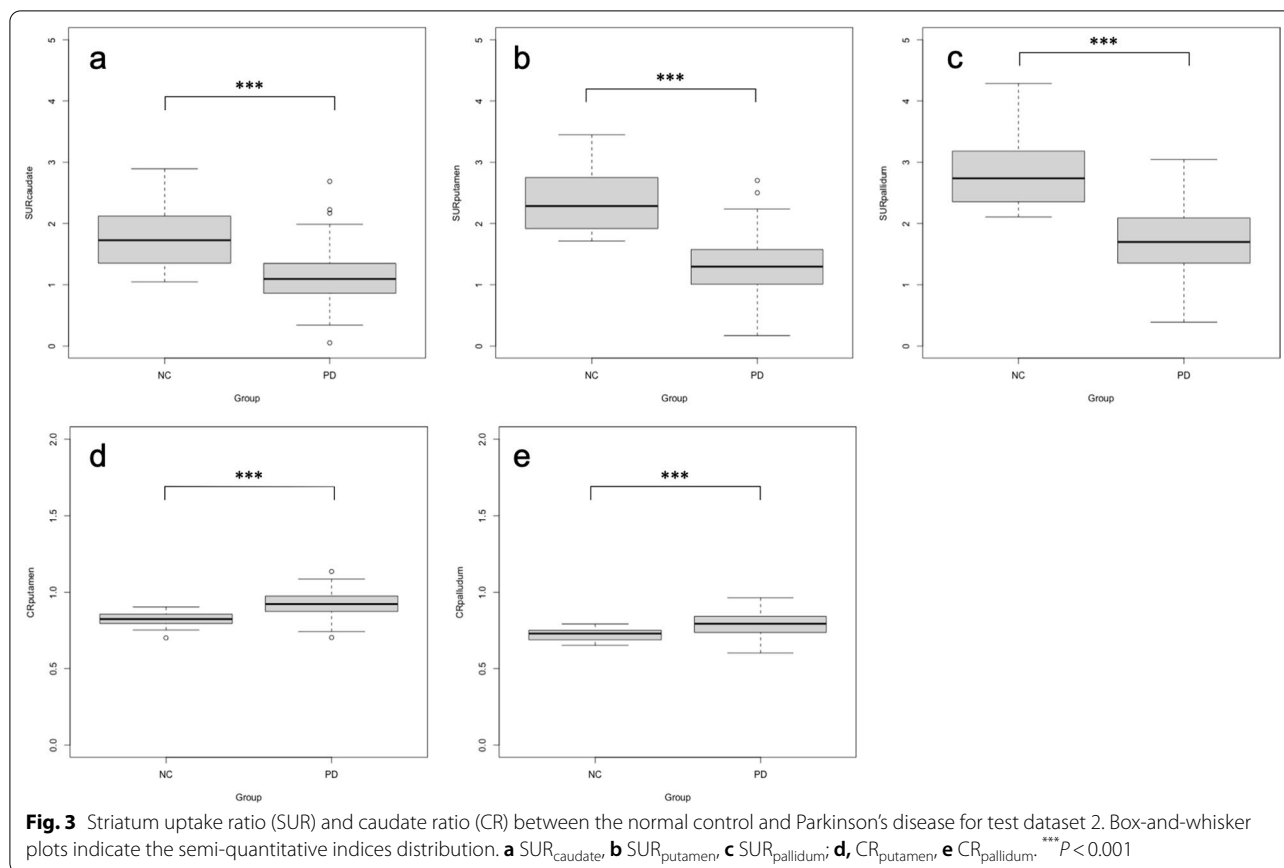 a
***
SURcaudate
5
4
3
2
1
0
NC PD
Group
b
***
SURputamen
5
4
3
2
1
0
NC PD
Group
c
***
SURpallidum
5
4
3
2
1
0
NC PD
Group
d
***
CRputamen
2.0
1.5
1.0
0.5
0.0
NC PD
Group
e
***
CRpalludum
2.0
1.5
1.0
0.5
0.0
NC PD
Group
Fig. 3 Striatum uptake ratio (SUR) and caudate ratio (CR) between the normal control and Parkinson's disease for test dataset 2. Box-and-whisker
plots indicate the semi-quantitative indices distribution. a SURcaudate, b SURputamen, c SURpallidum; d, CRputamen, e CRpallidum. ***P < 0.001